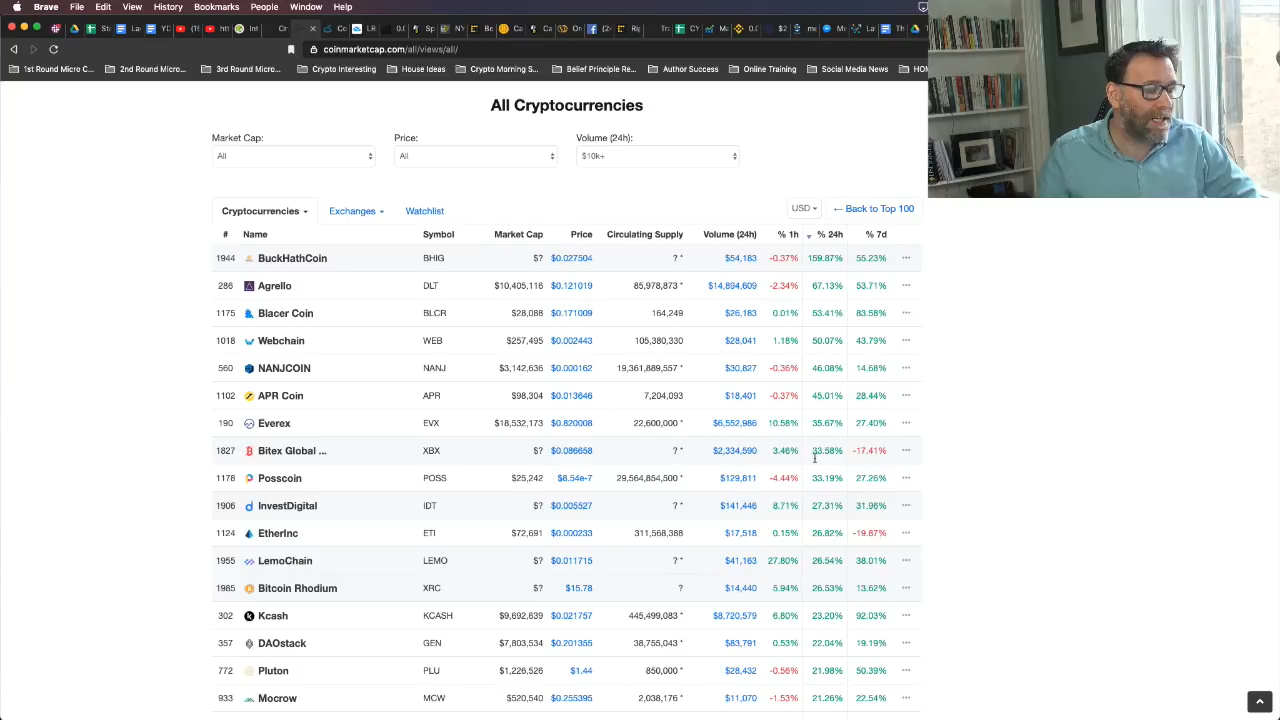 Brave File Edit View History Bookmarks People Window Help
coinmarketcap.com/all/views/all/
1st Round Micro C... 2nd Round Micro... 3rd Round Micro... Crypto Interesting House Ideas Crypto Morning S... Belief Principle Re... Author Success Online Training Social Media News
All Cryptocurrencies
Market Cap: Price: Volume (24h):
All All $10k+
Cryptocurrencies Exchanges Watchlist USD ← Back to Top 100
# Name Symbol Market Cap Price Circulating Supply Volume (24h) % 1h % 24h % 7d
1944 BuckHathCoin BHIG $? $0.027504 ? * $54,183 -0.37% 159.87% 55.23%
286 Agrello DLT $10,405,116 $0.121019 85,978,873 * $14,894,609 -2.34% 67.13% 53.71%
1175 Blacer Coin BLCR $28,088 $0.171009 164,249 $26,183 0.01% 53.41% 83.58%
1018 Webchain WEB $257,495 $0.002443 105,380,330 $28,041 1.18% 50.07% 43.79%
560 NANJCOIN NANJ $3,142,636 $0.000162 19,361,889,557 * $30,827 -0.36% 46.08% 14.68%
1102 APR Coin APR $98,304 $0.013646 7,204,093 $18,401 -0.37% 45.01% 28.44%
190 Everex EVX $18,532,173 $0.820008 22,600,000 * $6,552,986 10.58% 35.67% 27.40%
1827 Bitex Global ... XBX $? $0.086658 ? * $2,334,590 3.46% 33.58% -17.41%
1178 Posscoin POSS $25,242 $8.54e-7 29,564,854,500 * $129,811 -4.44% 33.19% 27.26%
1906 InvestDigital IDT $? $0.005527 ? * $141,446 8.71% 27.31% 31.96%
1124 EtherInc ETI $72,691 $0.000233 311,568,388 $17,518 0.15% 26.82% -19.67%
1955 LemoChain LEMO $? $0.011715 ? * $41,163 27.80% 26.54% 38.01%
1985 Bitcoin Rhodium XRC $? $15.78 ? $14,440 5.94% 26.53% 13.62%
302 Kcash KCASH $9,692,639 $0.021757 445,499,083 * $8,720,579 6.80% 23.20% 92.03%
357 DAOstack GEN $7,803,534 $0.201355 38,755,043 * $83,791 0.53% 22.04% 19.19%
772 Pluton PLU $1,226,526 $1.44 850,000 * $28,432 -0.56% 21.98% 50.39%
933 Mocrow MCW $520,540 $0.255395 2,038,176 * $11,070 -1.53% 21.26% 22.54%